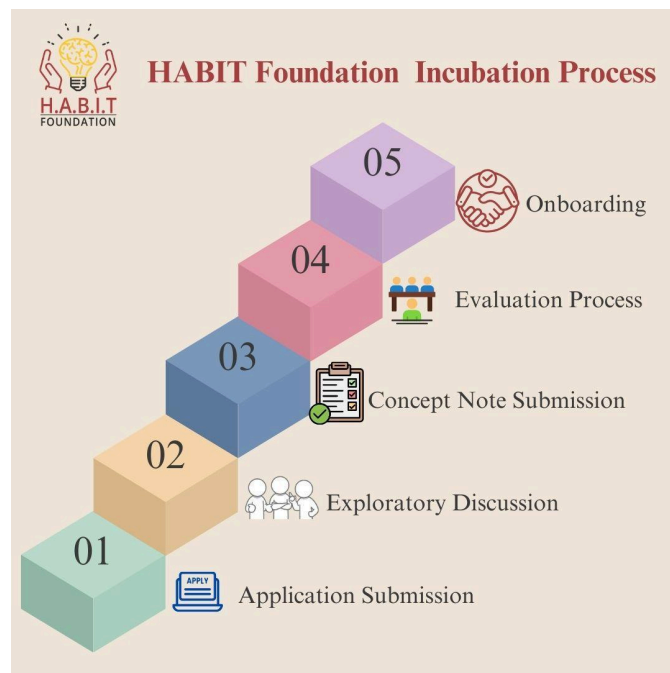 H.A.B.I.T
FOUNDATION
HABIT Foundation Incubation Process
05
Onboarding
04
Evaluation Process
03
Concept Note Submission
02
Exploratory Discussion
01
APPLY
Application Submission